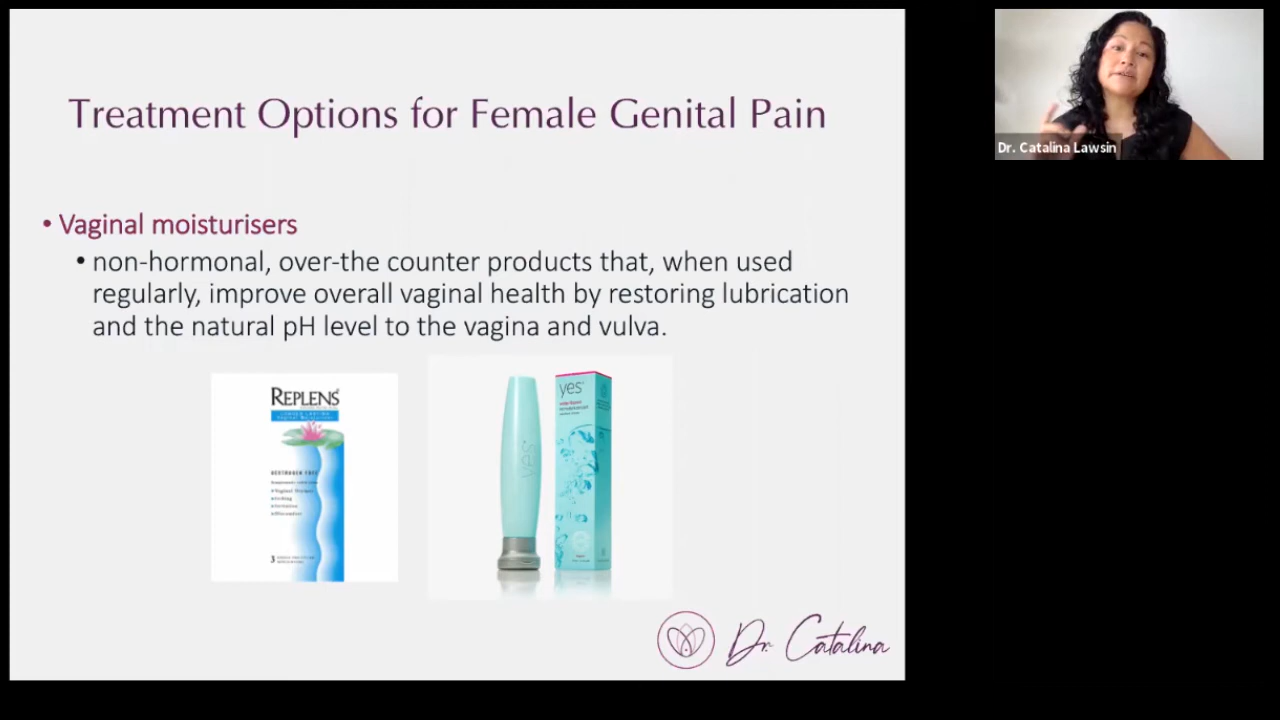 Treatment Options for Female Genital Pain
Dr. Catalina Lawsin
• Vaginal moisturisers
• non-hormonal, over-the counter products that, when used
regularly, improve overall vaginal health by restoring lubrication
and the natural pH level to the vagina and vulva.
REPLENS
yes
yes
3
Dr. Catalina